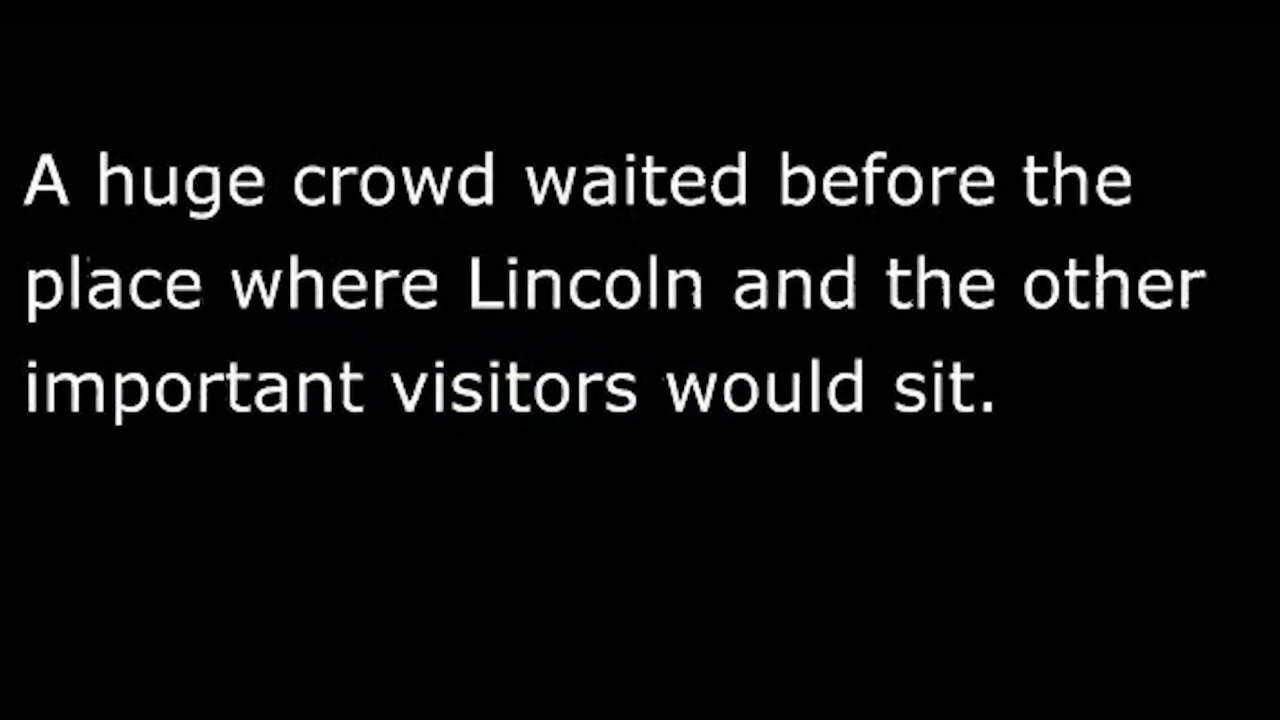 A huge crowd waited before the
place where Lincoln and the other
important visitors would sit.